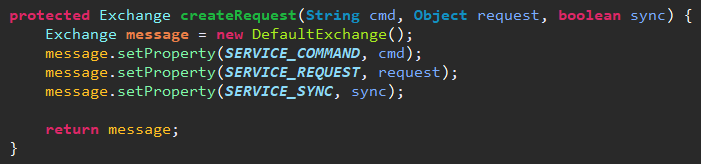 protected Exchange createRequest(String cmd, Object request, boolean sync) {
    Exchange message = new DefaultExchange();
    message.setProperty(SERVICE_COMMAND, cmd);
    message.setProperty(SERVICE_REQUEST, request);
    message.setProperty(SERVICE_SYNC, sync);

    return message;
}